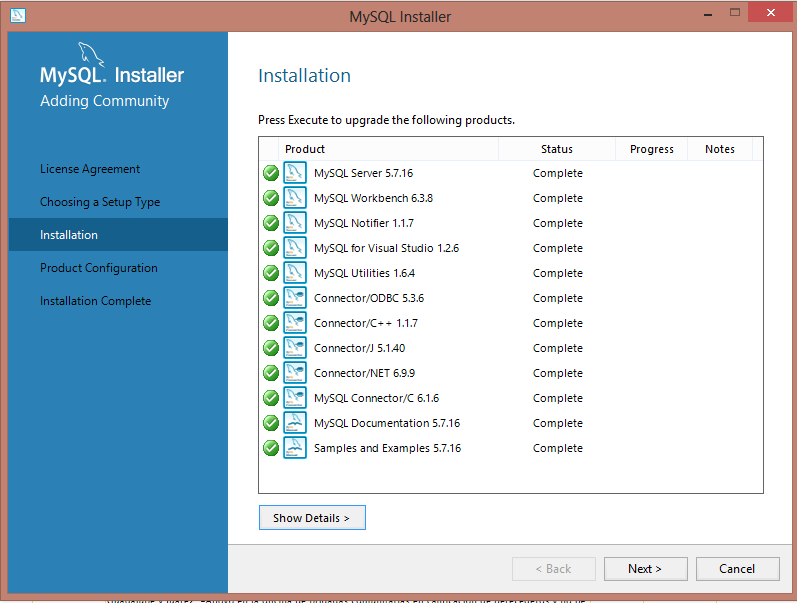 MySQL Installer
MySQL. Installer
Adding Community
License Agreement
Choosing a Setup Type
Installation
Product Configuration
Installation Complete
Installation
Press Execute to upgrade the following products.
Product Status Progress Notes
MySQL Server 5.7.16 Complete
MySQL Workbench 6.3.8 Complete
MySQL Notifier 1.1.7 Complete
MySQL for Visual Studio 1.2.6 Complete
MySQL Utilities 1.6.4 Complete
Connector/ODBC 5.3.6 Complete
Connector/C++ 1.1.7 Complete
Connector/J 5.1.40 Complete
Connector/NET 6.9.9 Complete
MySQL Connector/C 6.1.6 Complete
MySQL Documentation 5.7.16 Complete
Samples and Examples 5.7.16 Complete
Show Details >
< Back Next > Cancel